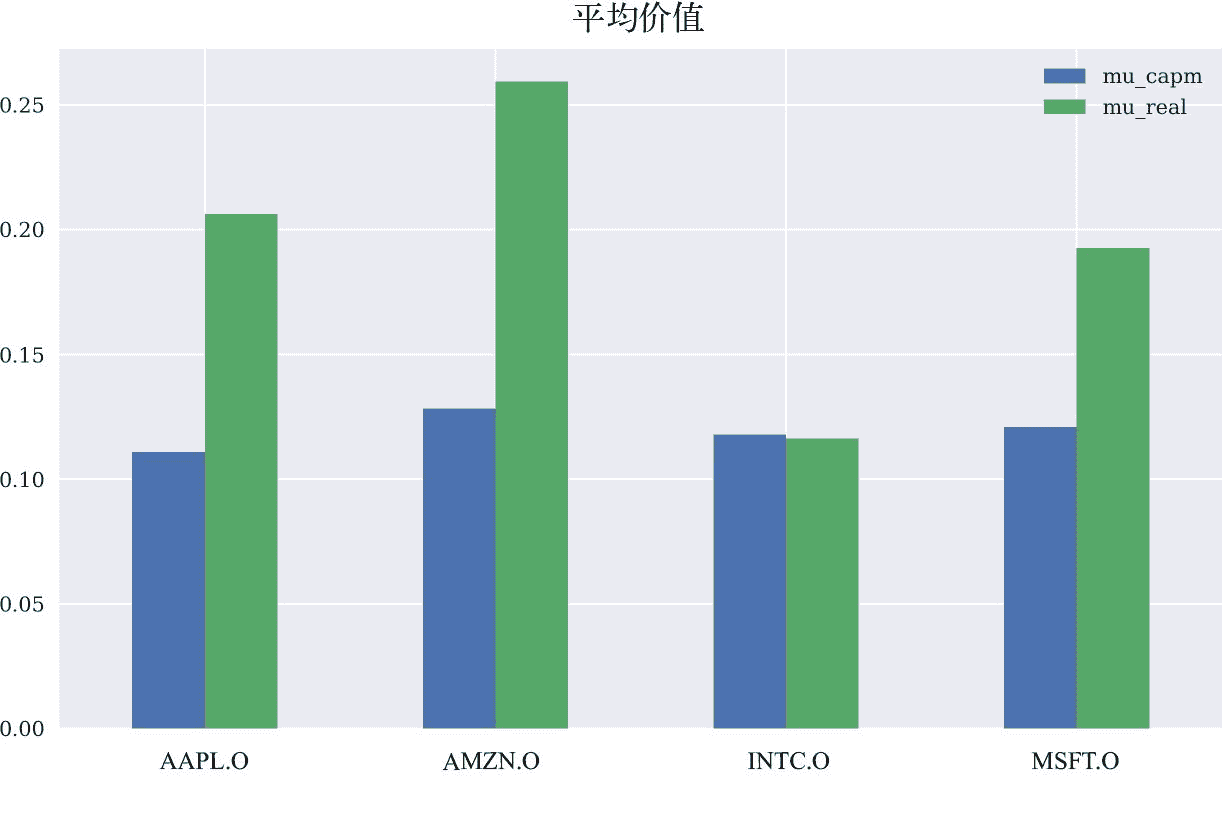 平均价值
mu_capm
mu_real
0.25
0.20
0.15
0.10
0.05
0.00
AAPL.O
AMZN.O
INTC.O
MSFT.O